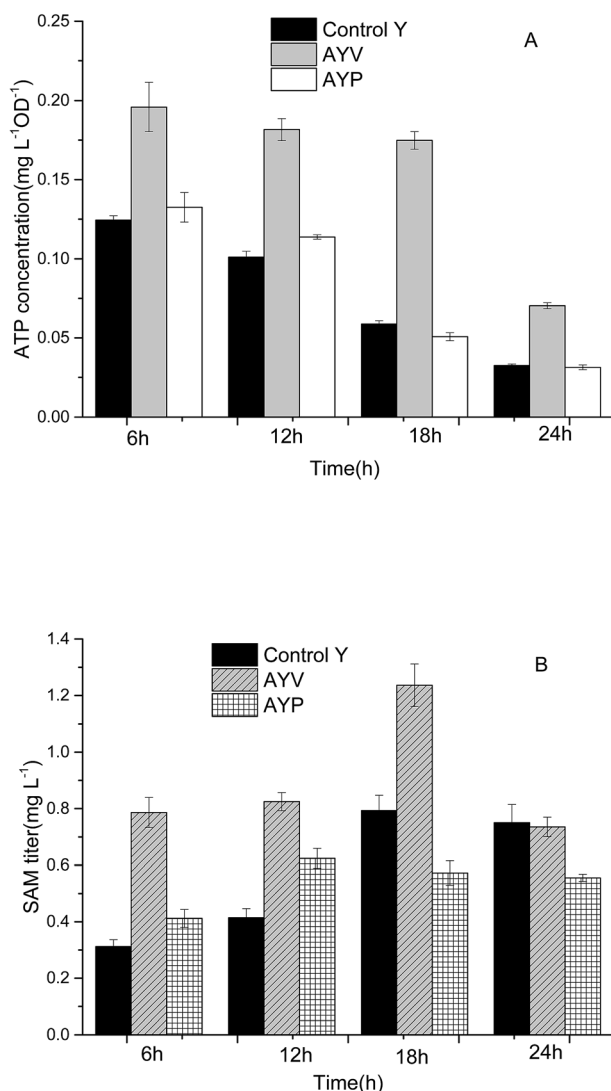 0.25
0.20
0.15
0.10
0.05
0.00
ATP concentration(mg L⁻¹OD⁻¹)
Control Y
AYV
AYP
A
6h 12h 18h 24h
Time(h)
1.4
1.2
1.0
0.8
0.6
0.4
0.2
0.0
SAM titer(mg L⁻¹)
Control Y
AYV
AYP
B
6h 12h 18h 24h
Time(h)